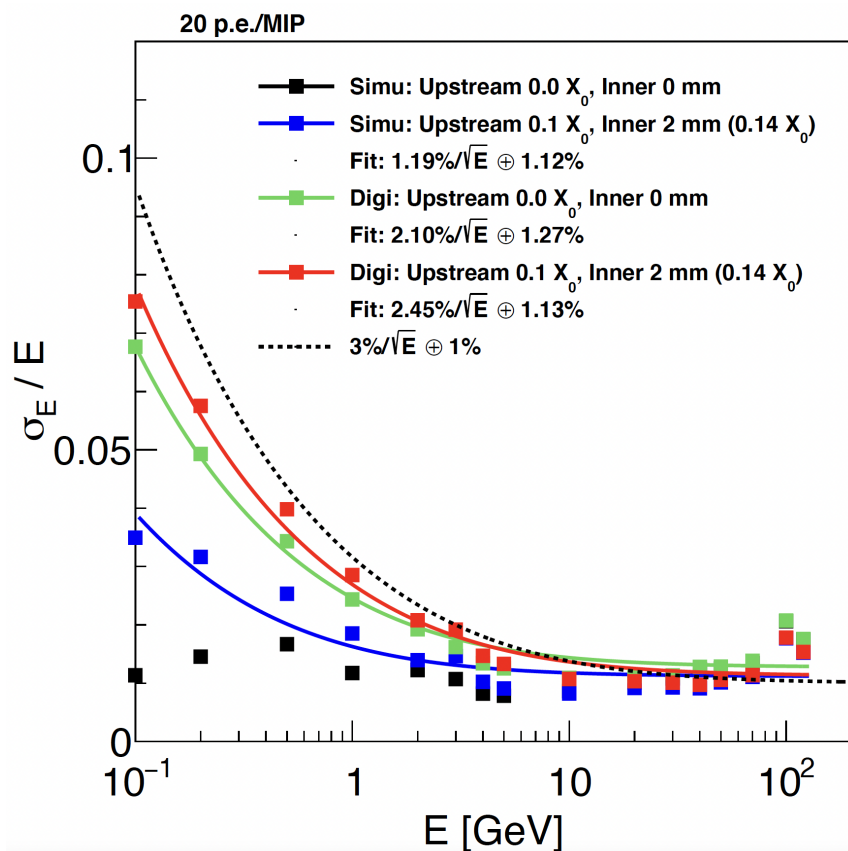 20 p.e./MIP
Simu: Upstream 0.0 X₀, Inner 0 mm
Simu: Upstream 0.1 X₀, Inner 2 mm (0.14 X₀)
Fit: 1.19%/√E ⊕ 1.12%
Digi: Upstream 0.0 X₀, Inner 0 mm
Fit: 2.10%/√E ⊕ 1.27%
Digi: Upstream 0.1 X₀, Inner 2 mm (0.14 X₀)
Fit: 2.45%/√E ⊕ 1.13%
3%/√E ⊕ 1%
0.1
0.05
0
σ_E / E
10⁻¹ 1 10 10²
E [GeV]